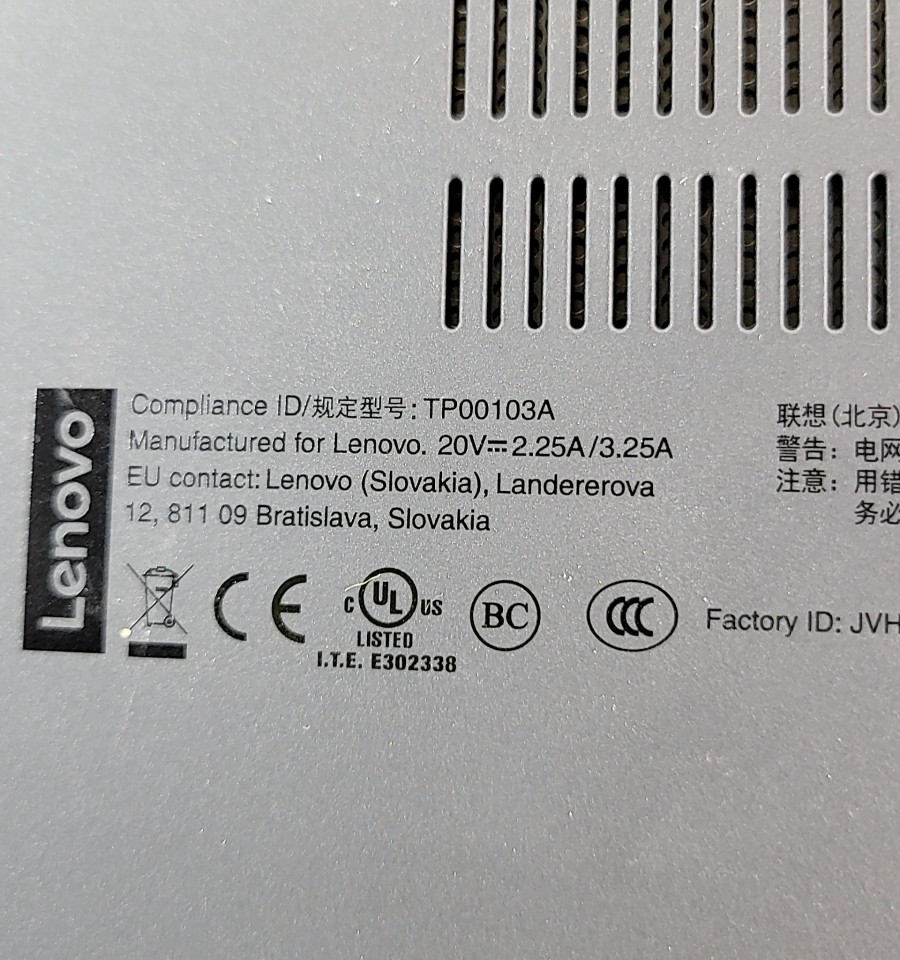 Lenovo
Compliance ID/规定型号: TP00103A
Manufactured for Lenovo. 20V⎓2.25A/3.25A
EU contact: Lenovo (Slovakia), Landererova
12, 811 09 Bratislava, Slovakia
联想(北京)
警告: 电网
注意: 用错
务必
CE
c UL US
LISTED
I.T.E. E302338
BC
CCC
Factory ID: JVH